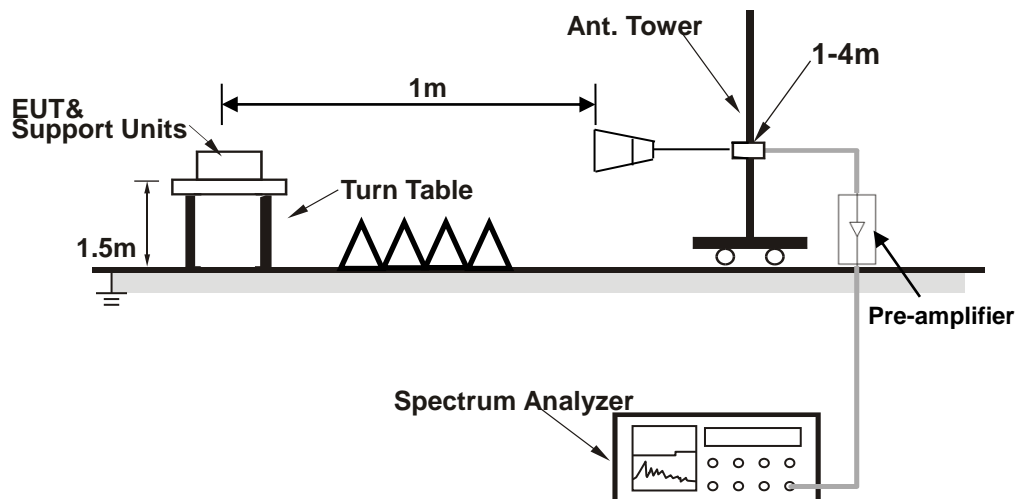 Ant. Tower
1-4m
1m
EUT&
Support Units
Turn Table
1.5m
Pre-amplifier
Spectrum Analyzer